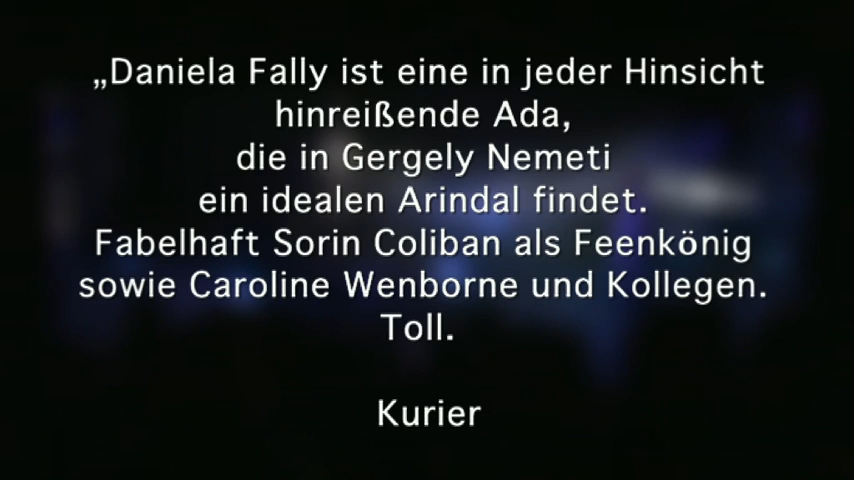 „Daniela Fally ist eine in jeder Hinsicht
hinreißende Ada,
die in Gergely Nemeti
ein idealen Arindal findet.
Fabelhaft Sorin Coliban als Feenkönig
sowie Caroline Wenborne und Kollegen.
Toll.
Kurier